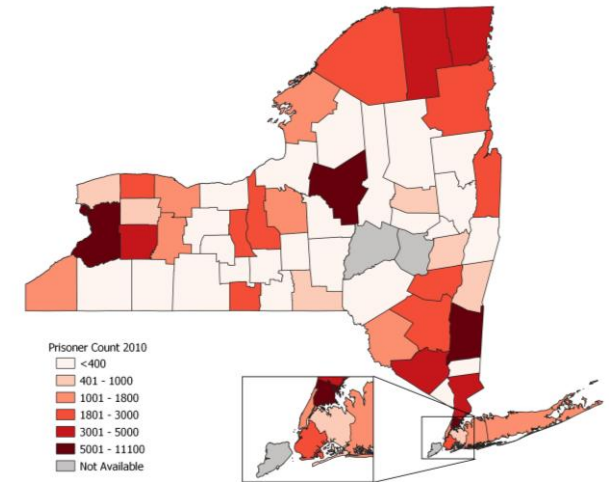 Prisoner Count 2010
<400
401 - 1000
1001 - 1800
1801 - 3000
3001 - 5000
5001 - 11100
Not Available